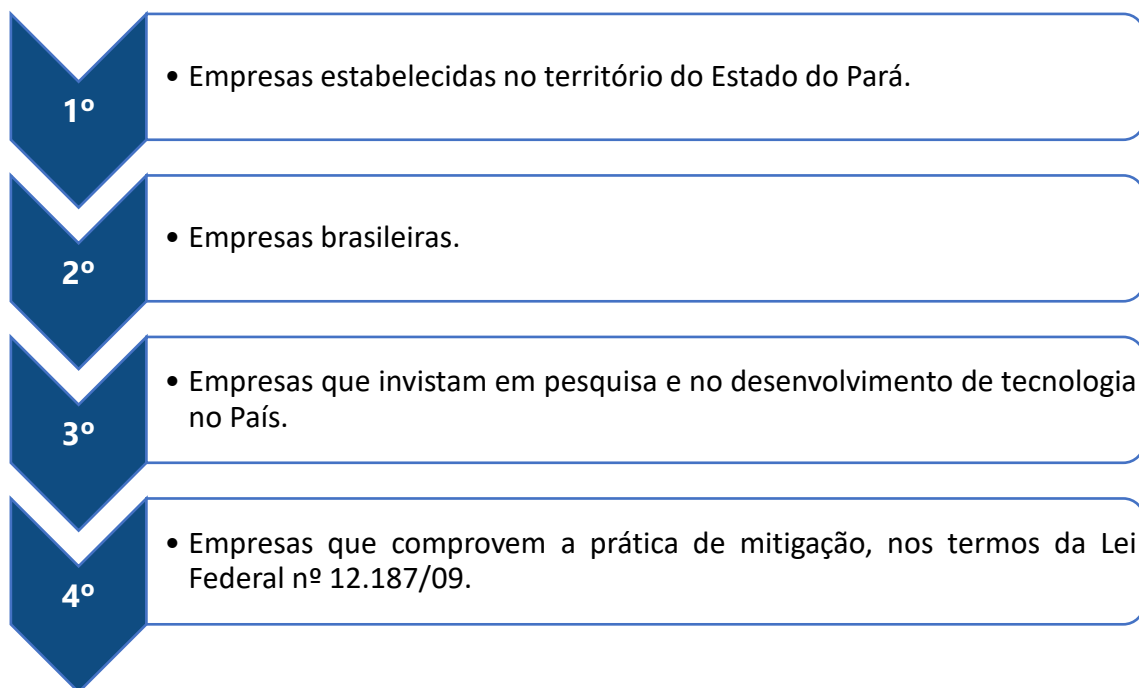 1º
• Empresas estabelecidas no território do Estado do Pará.
2º
• Empresas brasileiras.
3º
• Empresas que invistam em pesquisa e no desenvolvimento de tecnologia
no País.
4º
• Empresas que comprovem a prática de mitigação, nos termos da Lei
Federal nº 12.187/09.